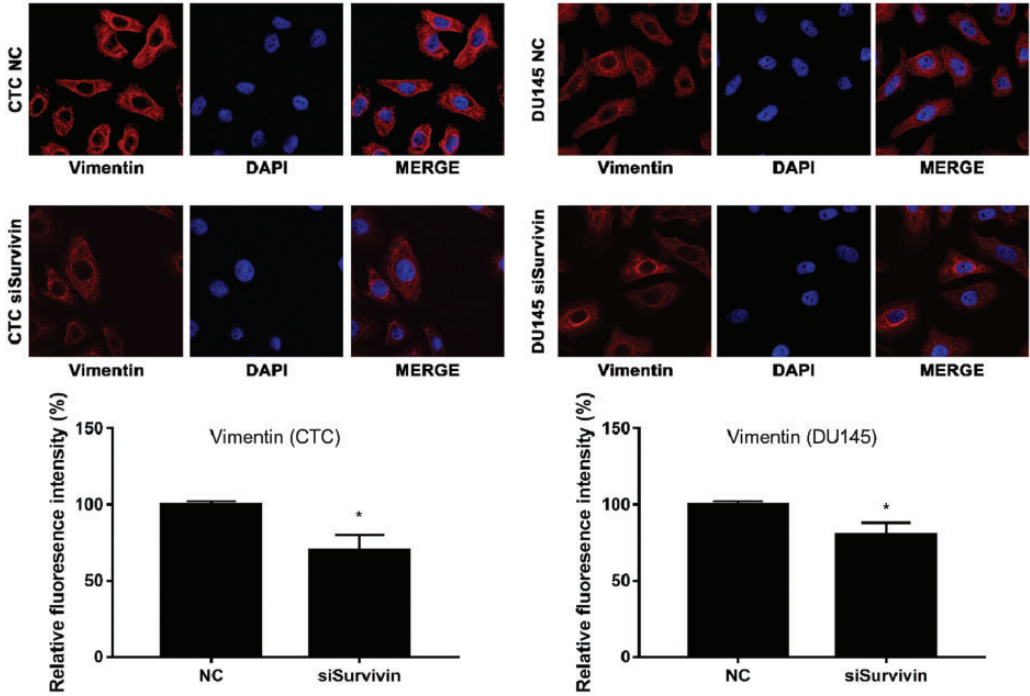 CTC NC
Vimentin DAPI MERGE
DU145 NC
Vimentin DAPI MERGE
CTC siSurvivin
Vimentin DAPI MERGE
DU145 siSurvivin
Vimentin DAPI MERGE
Relative fluoresence intensity (%)
Vimentin (CTC)
150
100
50
0
*
NC siSurvivin
Relative fluoresence intensity (%)
Vimentin (DU145)
150
100
50
0
*
NC siSurvivin